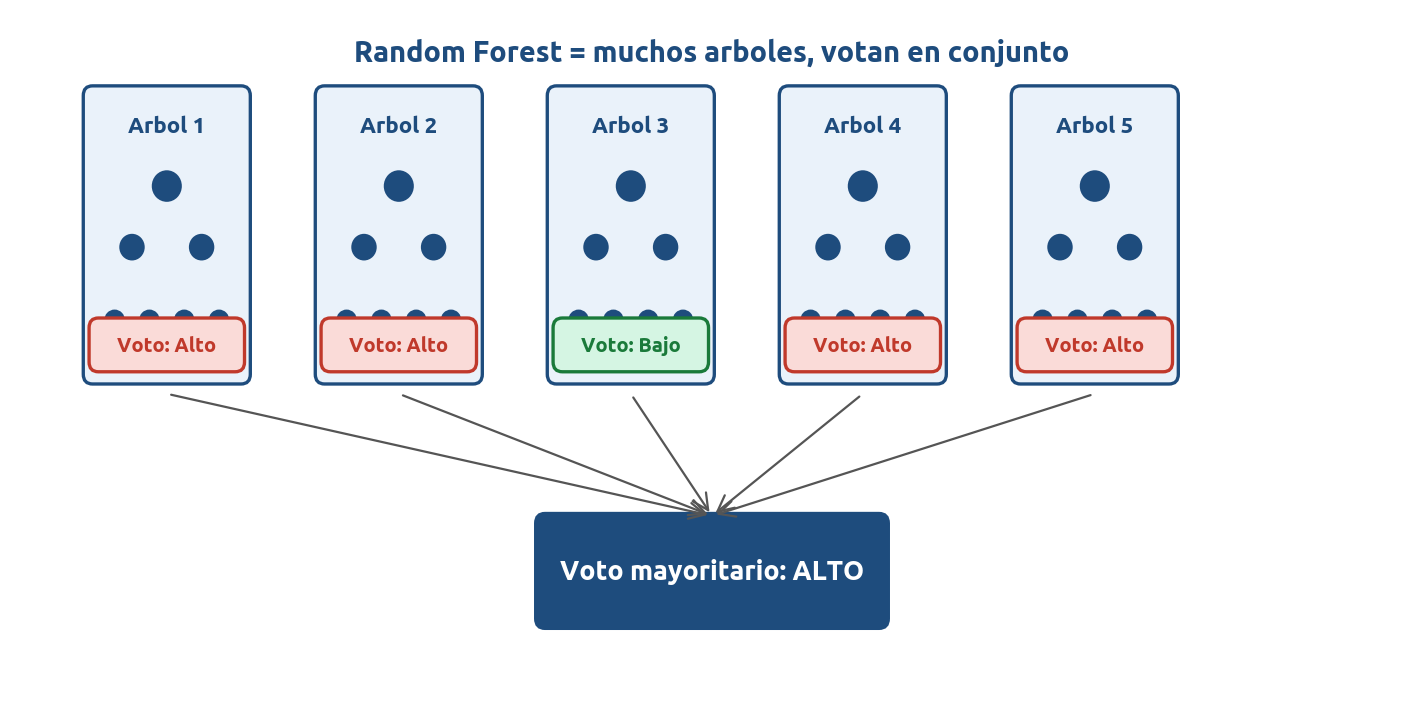 Random Forest = muchos arboles, votan en conjunto
Arbol 1
Arbol 2
Arbol 3
Arbol 4
Arbol 5
Voto: Alto
Voto: Alto
Voto: Bajo
Voto: Alto
Voto: Alto
Voto mayoritario: ALTO